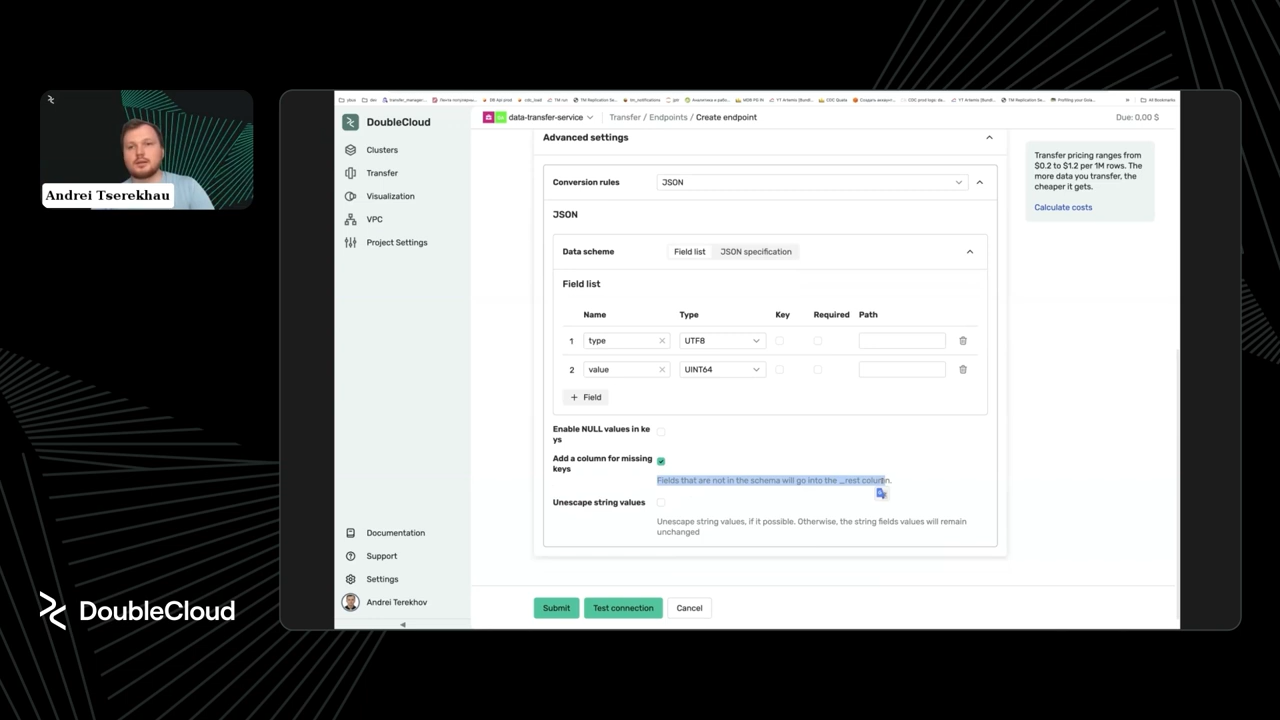 DoubleCloud
data-transfer-service
Transfer / Endpoints / Create endpoint
Due: 0,00 $
All Bookmarks
Clusters
Transfer
Visualization
VPC
Project Settings
Documentation
Support
Settings
Andrei Terekhov
Advanced settings
Conversion rules
JSON
JSON
Data scheme
Field list
JSON specification
Field list
Name Type Key Required Path
1 type UTF8
2 value UINT64
+ Field
Enable NULL values in ke
ys
Add a column for missing
keys
Fields that are not in the schema will go into the _rest column.
Unescape string values
Unescape string values, if it possible. Otherwise, the string fields values will remain
unchanged
Submit
Test connection
Cancel
Transfer pricing ranges from
$0.2 to $1.2 per 1M rows. The
more data you transfer, the
cheaper it gets.
Calculate costs
Andrei Tserekhau
DoubleCloud